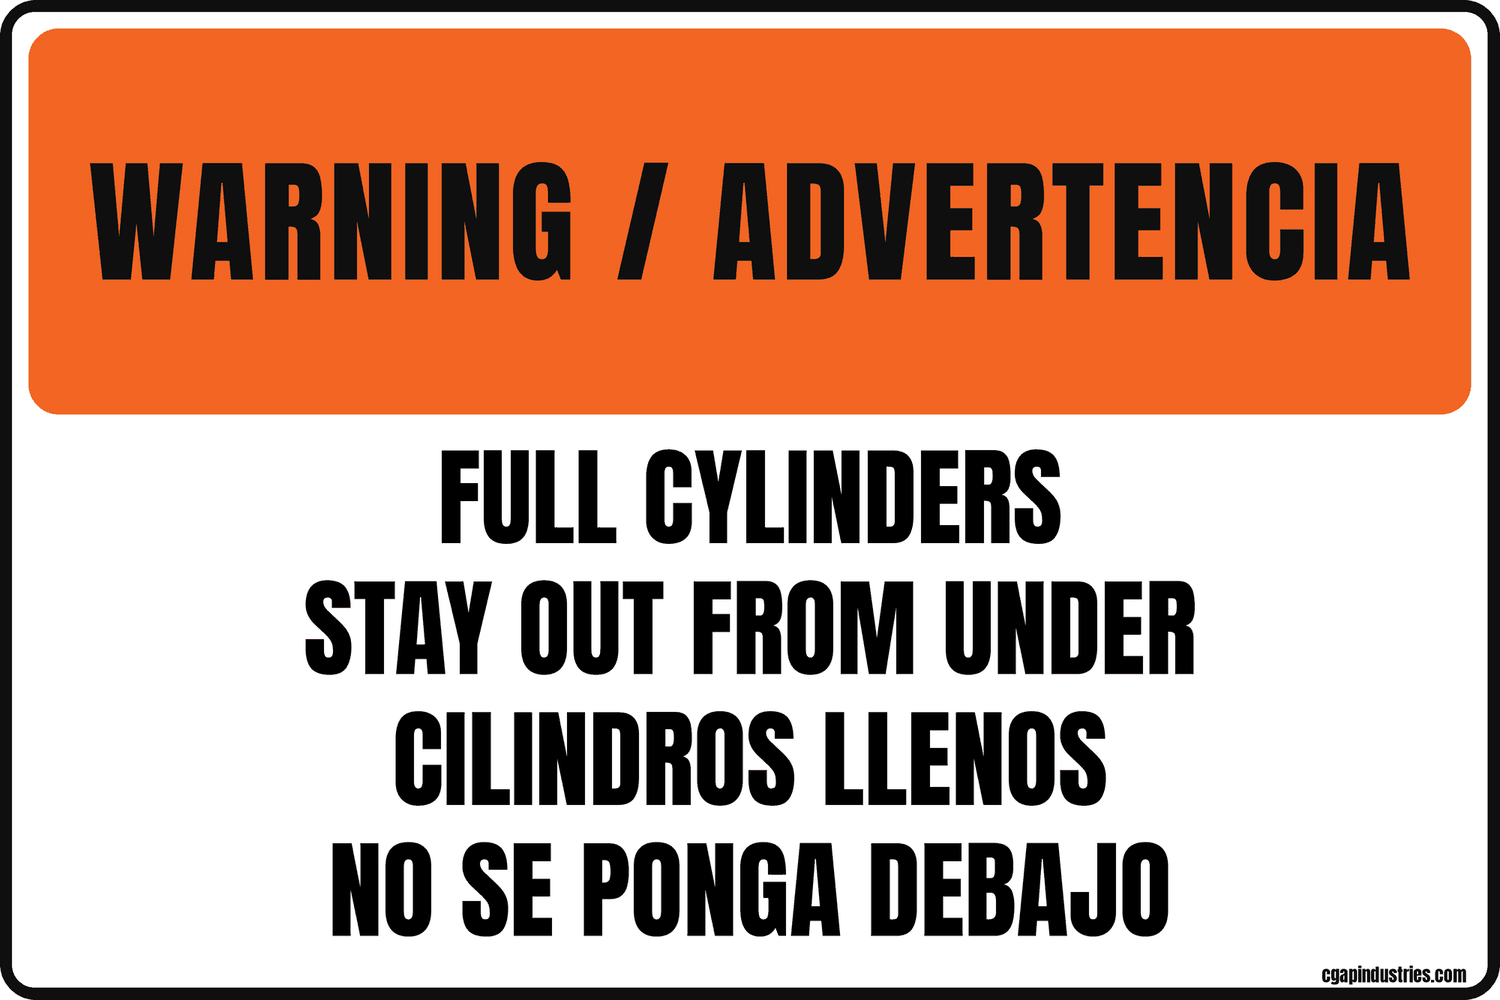 WARNING / ADVERTENCIA
FULL CYLINDERS
STAY OUT FROM UNDER
CILINDROS LLENOS
NO SE PONGA DEBAJO
cgapindustries.com